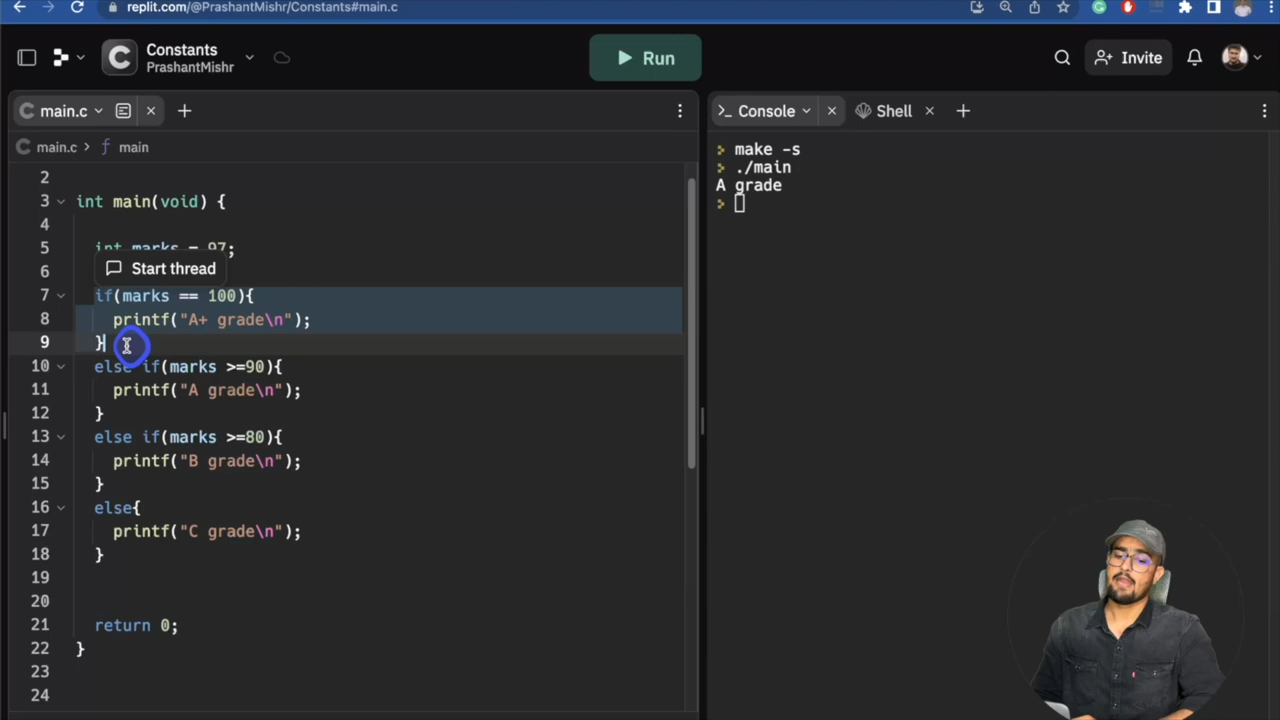 replit.com/@PrashantMishr/Constants#main.c
Constants
PrashantMishr
Run
Invite
main.c
Console
Shell
main.c > f main
2
3 int main(void) {
4
5 int marks = 97;
6
Start thread
7 if(marks == 100){
8 printf("A+ grade\n");
9 }
10 else if(marks >=90){
11 printf("A grade\n");
12 }
13 else if(marks >=80){
14 printf("B grade\n");
15 }
16 else{
17 printf("C grade\n");
18 }
19
20
21 return 0;
22 }
23
24
> make -s
> ./main
A grade
>